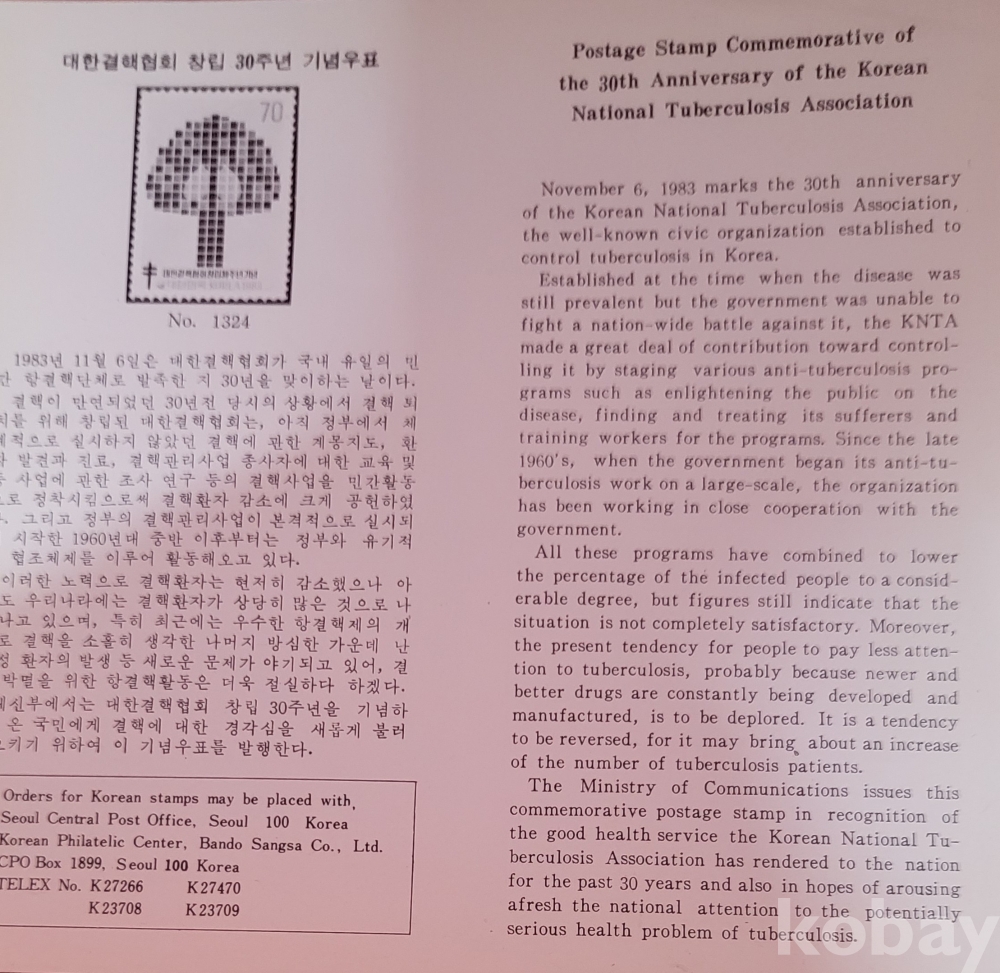 대한결핵협회 창립 30주년 기념우표
70
대한결핵협회창립30주년기념
No. 1324
1983년 11월 6일은 대한결핵협회가 국내 유일의 민
간 항결핵단체로 발족한 지 30년을 맞이하는 날이다.
결핵이 만연되었던 30년전 당시의 상황에서 결핵 퇴
치를 위해 창립된 대한결핵협회는, 아직 정부에서 체
계적으로 실시하지 않았던 결핵에 관한 계몽지도, 환
자 발견과 진료, 결핵관리사업 종사자에 대한 교육 및
사업에 관한 조사 연구 등의 결핵사업을 민간활동
으로 정착시킴으로써 결핵환자 감소에 크게 공헌하였
다. 그리고 정부의 결핵관리사업이 본격적으로 실시되
시작한 1960년대 중반 이후부터는 정부와 유기적
협조체제를 이루어 활동해오고 있다.
이러한 노력으로 결핵환자는 현저히 감소했으나 아
도 우리나라에는 결핵환자가 상당히 많은 것으로 나
나고 있으며, 특히 최근에는 우수한 항결핵제의 개
로 결핵을 소홀히 생각한 나머지 방심한 가운데 난
성 환자의 발생 등 새로운 문제가 야기되고 있어, 결
박멸을 위한 항결핵활동은 더욱 절실하다 하겠다.
체신부에서는 대한결핵협회 창립 30주년을 기념하
온 국민에게 결핵에 대한 경각심을 새롭게 불러
으키기 위하여 이 기념우표를 발행한다.
Orders for Korean stamps may be placed with,
Seoul Central Post Office, Seoul 100 Korea
Korean Philatelic Center, Bando Sangsa Co., Ltd.
CPO Box 1899, Seoul 100 Korea
TELEX No. K27266 K27470
K23708 K23709
Postage Stamp Commemorative of
the 30th Anniversary of the Korean
National Tuberculosis Association
November 6, 1983 marks the 30th anniversary
of the Korean National Tuberculosis Association,
the well-known civic organization established to
control tuberculosis in Korea.
Established at the time when the disease was
still prevalent but the government was unable to
fight a nation-wide battle against it, the KNTA
made a great deal of contribution toward control-
ling it by staging various anti-tuberculosis pro-
grams such as enlightening the public on the
disease, finding and treating its sufferers and
training workers for the programs. Since the late
1960's, when the government began its anti-tu-
berculosis work on a large-scale, the organization
has been working in close cooperation with the
government.
All these programs have combined to lower
the percentage of the infected people to a consid-
erable degree, but figures still indicate that the
situation is not completely satisfactory. Moreover,
the present tendency for people to pay less atten-
tion to tuberculosis, probably because newer and
better drugs are constantly being developed and
manufactured, is to be deplored. It is a tendency
to be reversed, for it may bring about an increase
of the number of tuberculosis patients.
The Ministry of Communications issues this
commemorative postage stamp in recognition of
the good health service the Korean National Tu-
berculosis Association has rendered to the nation
for the past 30 years and also in hopes of arousing
afresh the national attention to the potentially
serious health problem of tuberculosis.
kobay